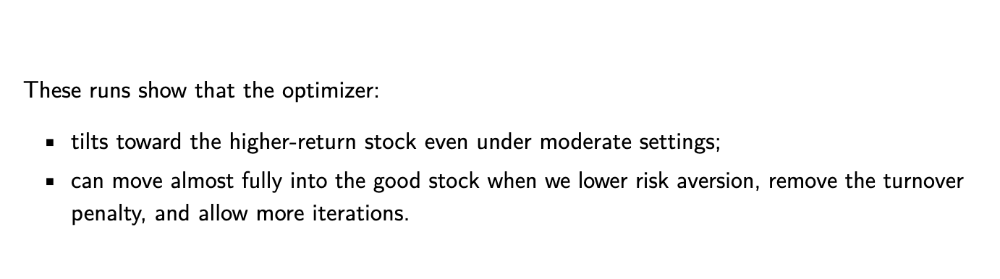 These runs show that the optimizer:
▪ tilts toward the higher-return stock even under moderate settings;
▪ can move almost fully into the good stock when we lower risk aversion, remove the turnover
penalty, and allow more iterations.